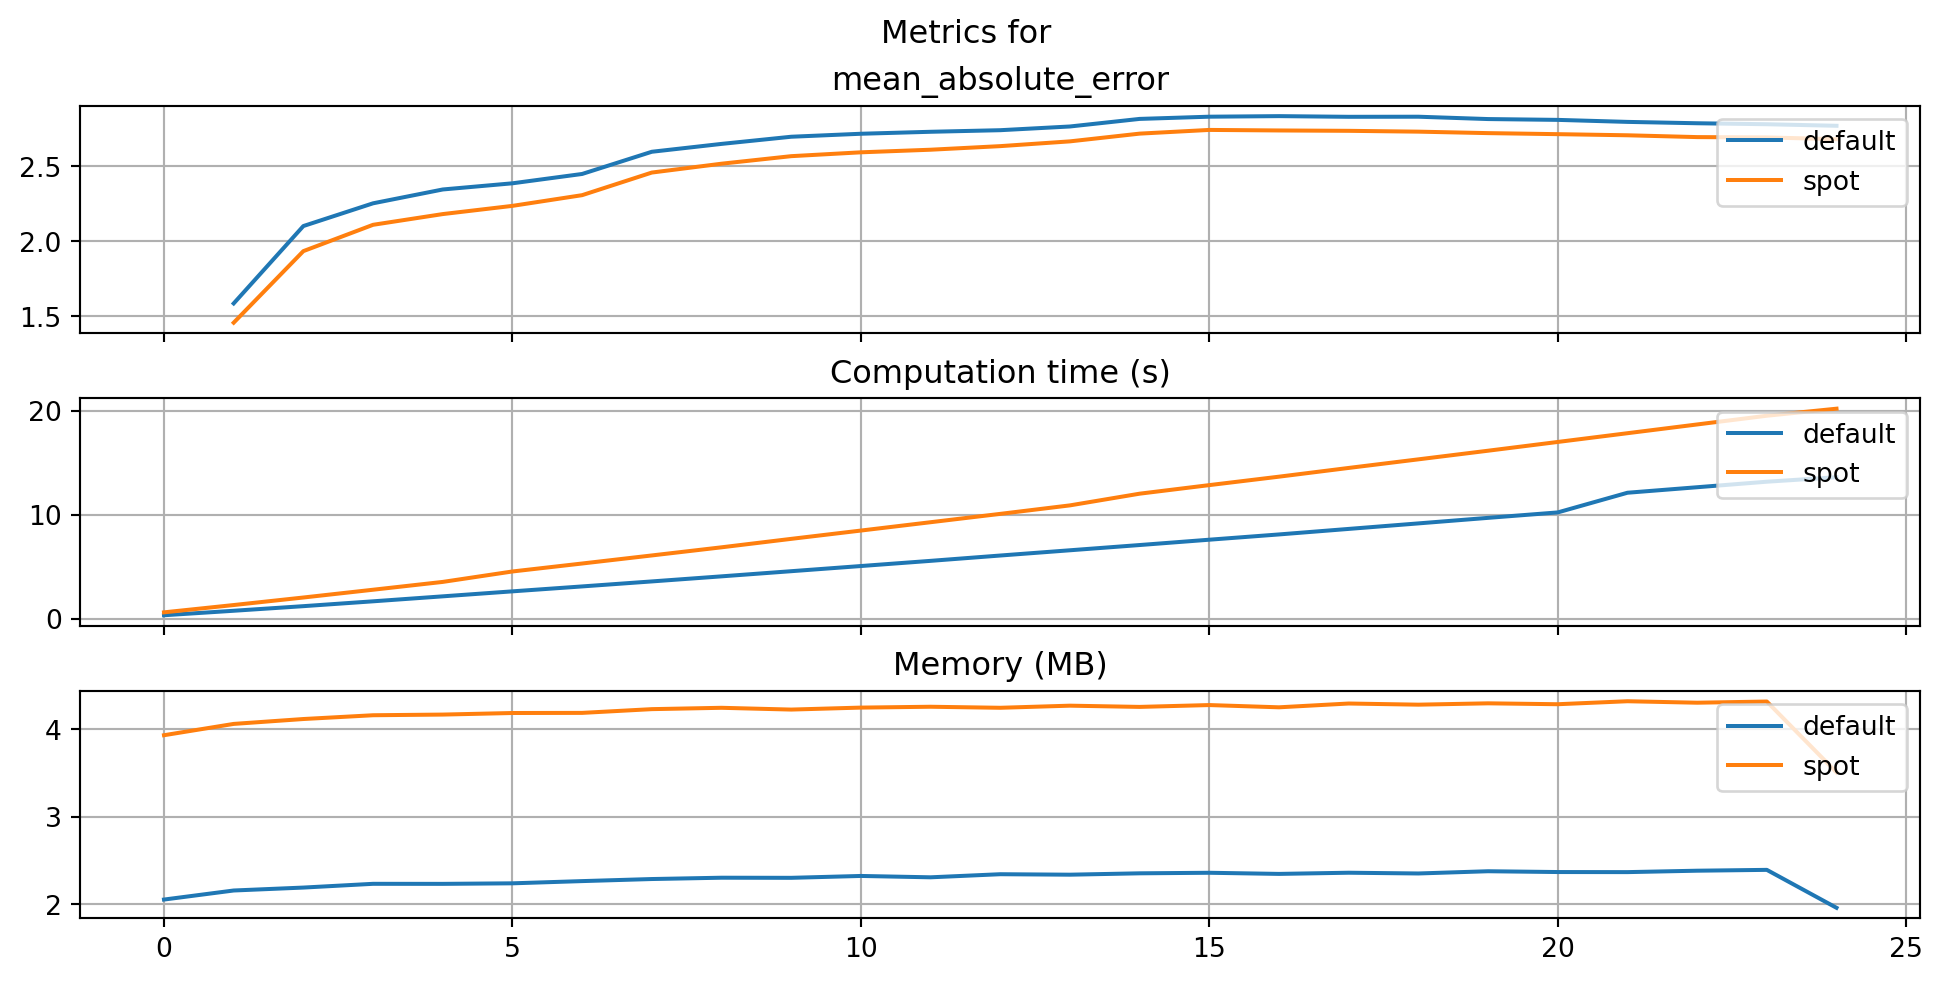 Metrics for
mean_absolute_error
2.5
2.0
1.5
default
spot
Computation time (s)
20
10
0
default
spot
Memory (MB)
4
3
2
default
spot
0 5 10 15 20 25